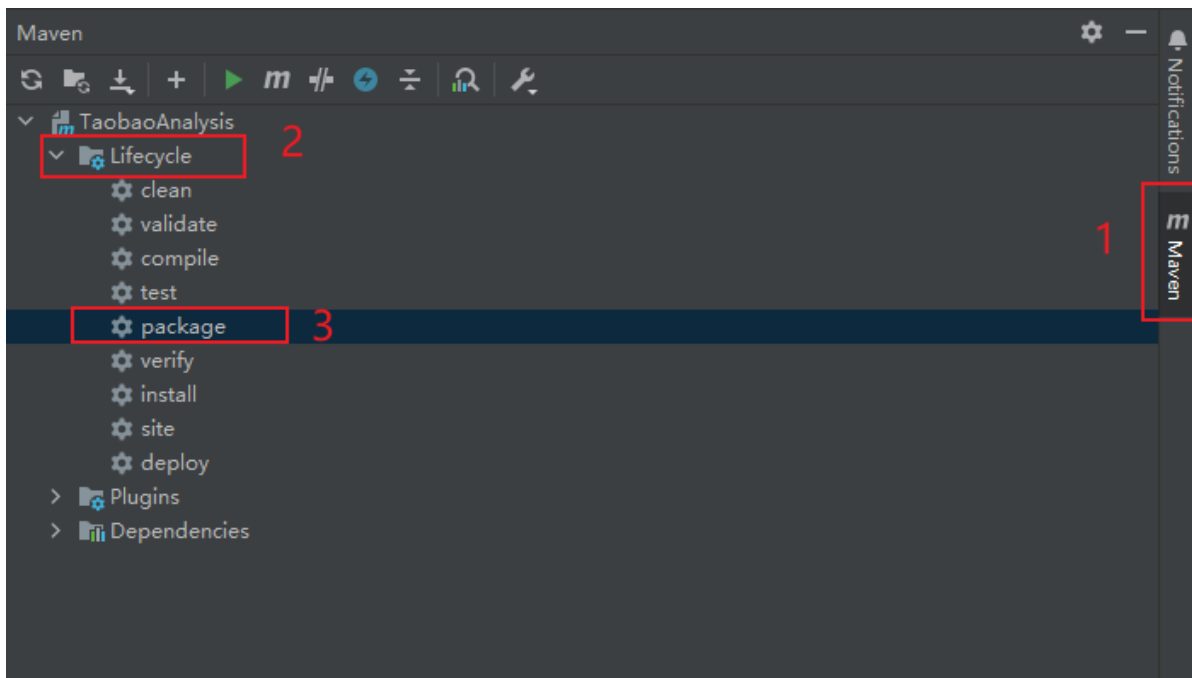 Maven
Notifications
TaobaoAnalysis
2
Lifecycle
clean
validate
1
Maven
compile
test
package
3
verify
install
site
deploy
Plugins
Dependencies